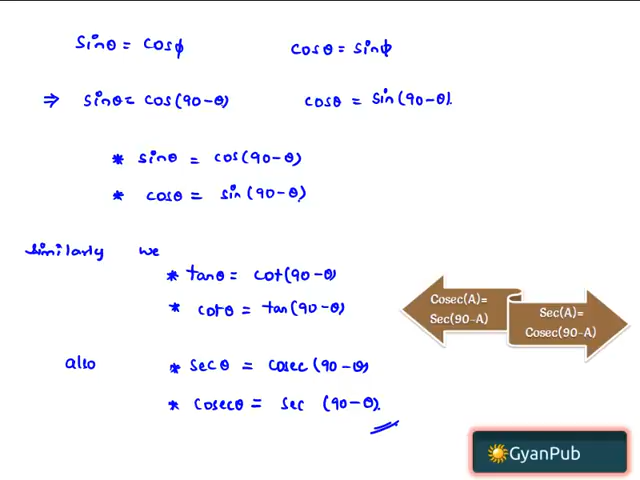 sinθ = cosϕ    cosθ = sinϕ
⇒ sinθ = cos(90-θ)    cosθ = sin(90-θ).
* sinθ = cos(90-θ)
* cosθ = sin(90-θ)
Similarly we
* tanθ = cot(90-θ)
* cotθ = tan(90-θ)
Cosec(A)=
Sec(90-A)
Sec(A)=
Cosec(90-A)
also * secθ = cosec(90-θ)
* cosecθ = sec (90-θ).
GyanPub